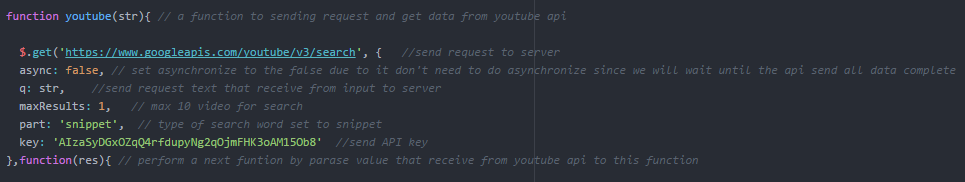 function youtube(str){ // a function to sending request and get data from youtube api
$.get('https://www.googleapis.com/youtube/v3/search', { //send request to server
async: false, // set asynchronize to the false due to it don't need to do asynchronize since we will wait until the api send all data complete
q: str, //send request text that receive from input to server
maxResults: 1, // max 10 video for search
part: 'snippet', // type of search word set to snippet
key: 'AIzaSyDGxOZqQ4rfdupyNg2qOjmFHK3oAM15Ob8' //send API key
},function(res){ // perform a next funtion by parase value that receive from youtube api to this function